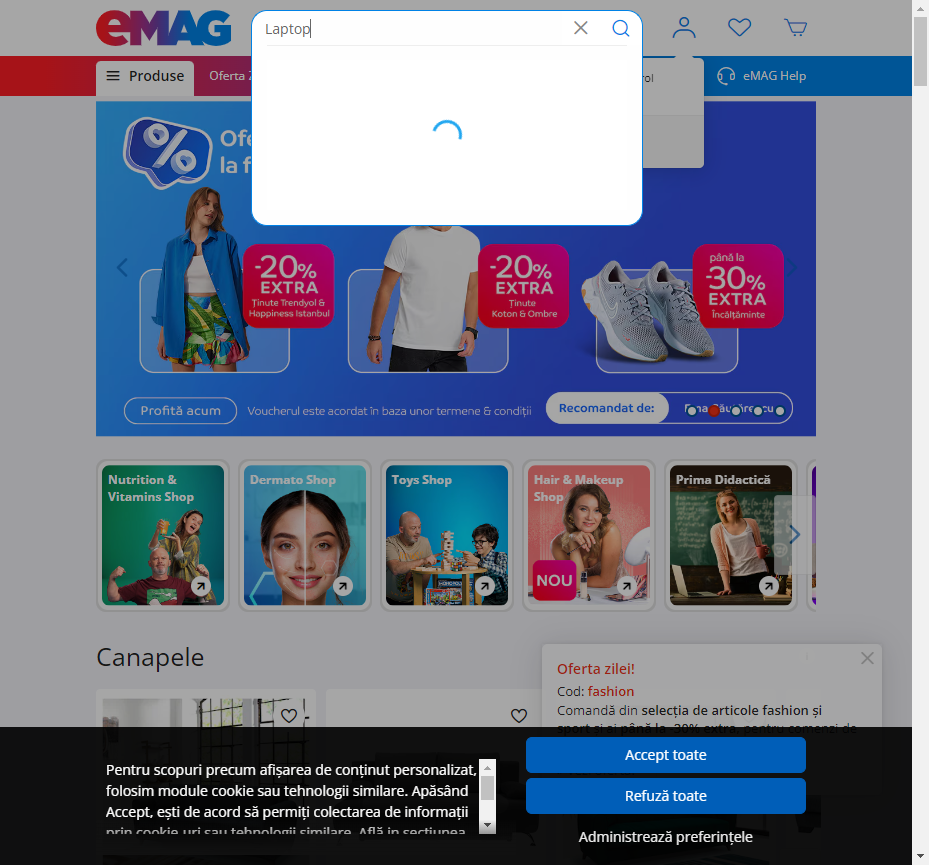 eMAG
Laptop
Produse
Oferta Z
rol
eMAG Help
Ofe
la f
-20%
EXTRA
Ținute Trendyol &
Happiness Istanbul
-20%
EXTRA
Ținute
Koton & Ombre
până la
-30%
EXTRA
Încălțăminte
Profită acum
Voucherul este acordat în baza unor termene & condiții
Recomandat de:
Nutrition &
Vitamins Shop
Dermato Shop
Toys Shop
MONOPOLY
Hair & Makeup
Shop
NOU
Prima Didactică
Canapele
Oferta zilei!
Cod: fashion
Comandă din selecția de articole fashion și
sport și ai până la -30% extra, pentru comenzi de
Pentru scopuri precum afișarea de conținut personalizat,
folosim module cookie sau tehnologii similare. Apăsând
Accept, ești de acord să permiți colectarea de informații
prin cookie-uri sau tehnologii similare. Află in sectiunea
Accept toate
Refuză toate
Administrează preferințele